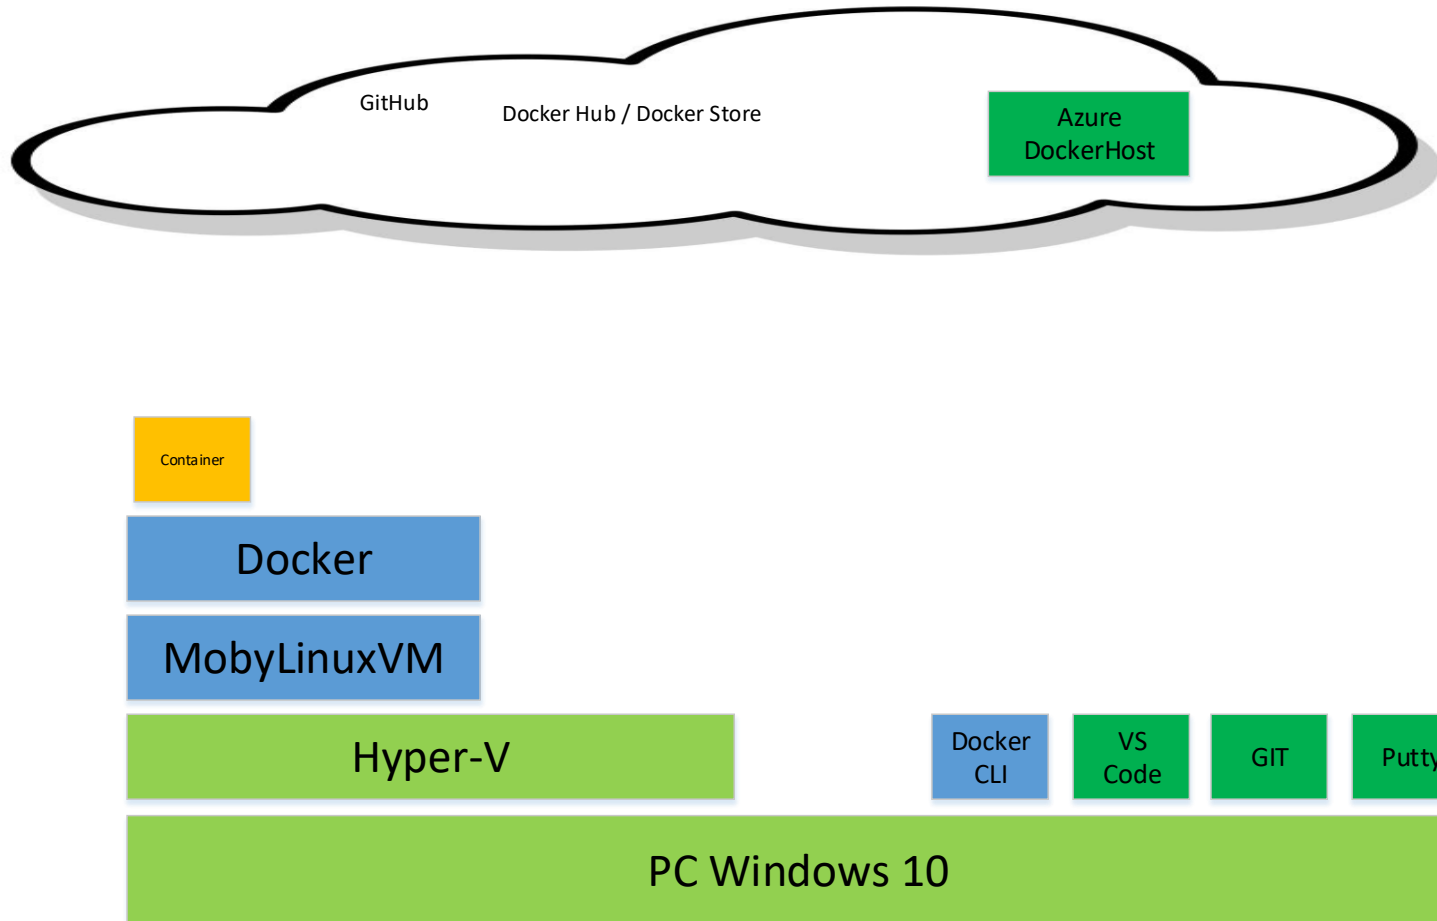 GitHub
Docker Hub / Docker Store
Azure
DockerHost
Container
Docker
MobyLinuxVM
Hyper-V
Docker
CLI
VS
Code
GIT
Putty
PC Windows 10